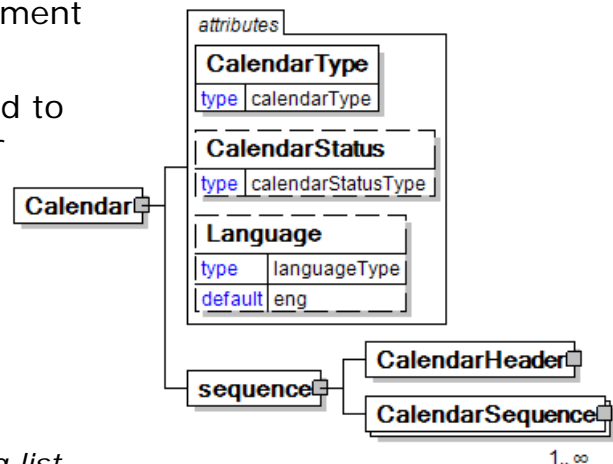 ment
d to
attributes
CalendarType
type calendarType
CalendarStatus
type calendarStatusType
Calendar
Language
type languageType
default eng
CalendarHeader
sequence
CalendarSequence
1..∞
list